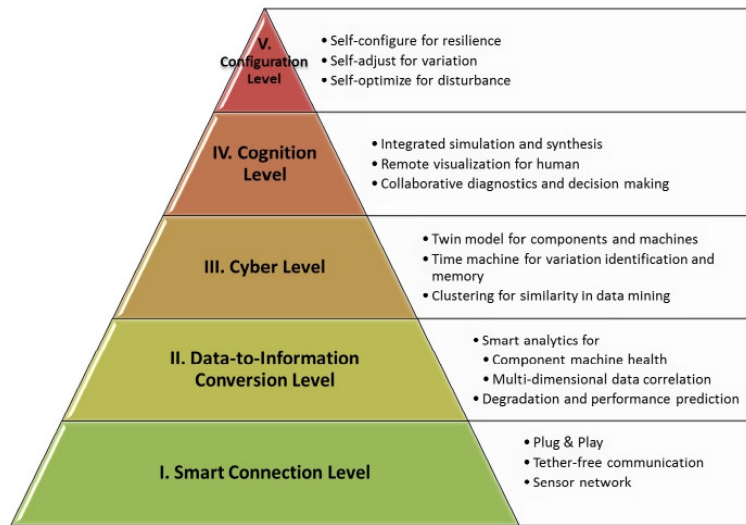 V.
Configuration
Level
• Self-configure for resilience
• Self-adjust for variation
• Self-optimize for disturbance
IV. Cognition
Level
• Integrated simulation and synthesis
• Remote visualization for human
• Collaborative diagnostics and decision making
III. Cyber Level
• Twin model for components and machines
• Time machine for variation identification and
memory
• Clustering for similarity in data mining
II. Data-to-Information
Conversion Level
• Smart analytics for
• Component machine health
• Multi-dimensional data correlation
• Degradation and performance prediction
I. Smart Connection Level
• Plug & Play
• Tether-free communication
• Sensor network